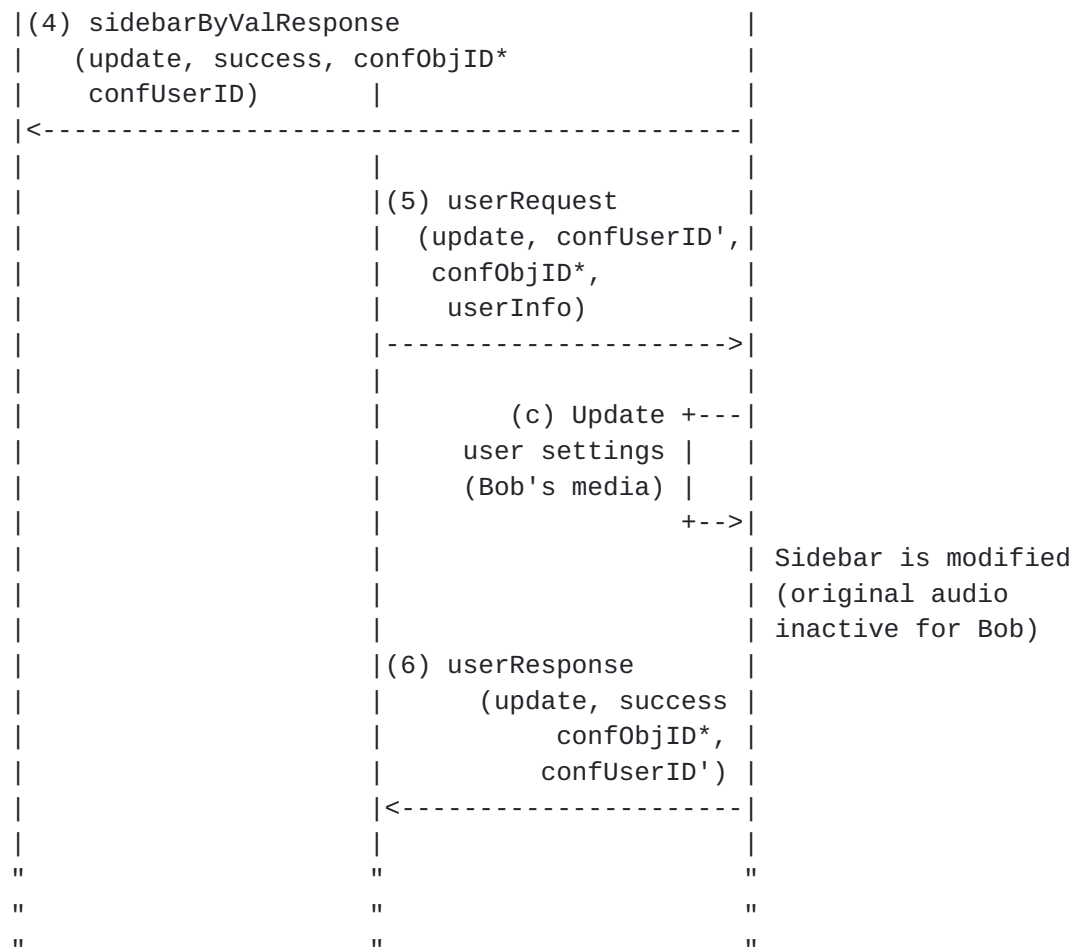 |(4) sidebarByValResponse                      |
|   (update, success, confObjID*               |
|    confUserID)       |                       |
|<---------------------------------------------|
|                      |                       |
|                      |(5) userRequest        |
|                      |  (update, confUserID',|
|                      |   confObjID*,         |
|                      |    userInfo)          |
|                      |---------------------->|
|                      |                       |
|                      |        (c) Update +---|
|                      |     user settings |   |
|                      |     (Bob's media) |   |
|                      |                   +-->|
|                      |                       | Sidebar is modified
|                      |                       | (original audio
|                      |                       | inactive for Bob)
|                      |(6) userResponse       |
|                      |      (update, success |
|                      |           confObjID*, |
|                      |          confUserID') |
|                      |<----------------------|
|                      |                       |
"                      "                       "
"                      "                       "
"                      "                       "